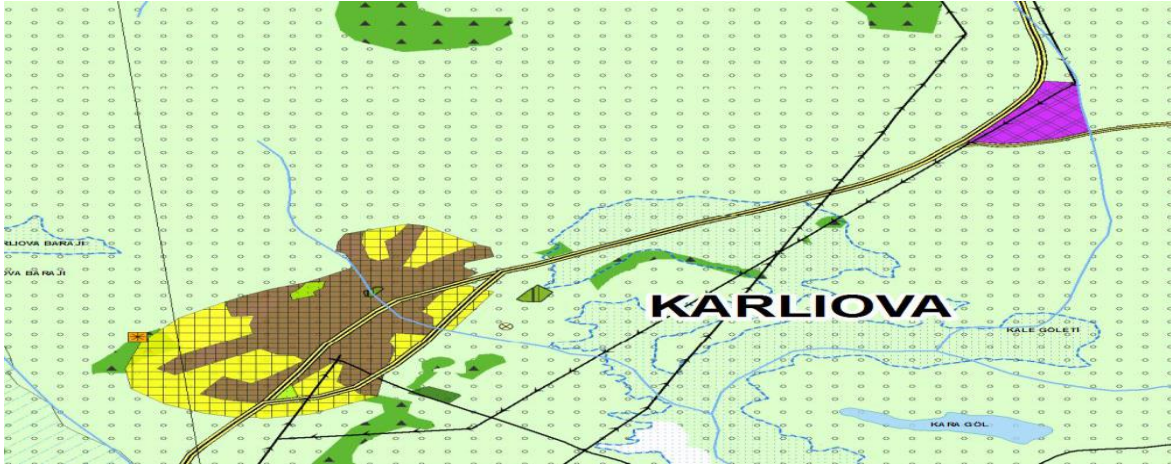 RLIOVA BARAJI
OVA BARAJI
KARLIOVA
KALE GÖLETİ
KARA GÖL